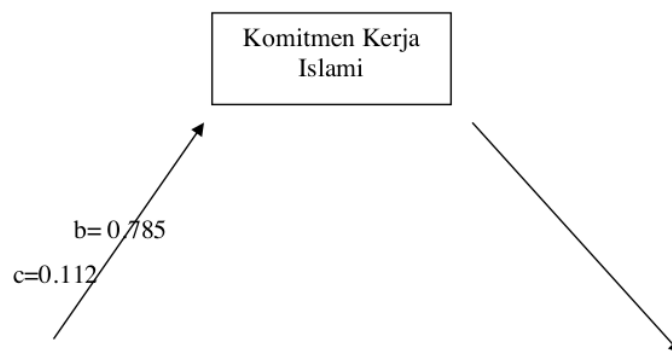 Komitmen Kerja
Islami
b= 0.785
c=0.112